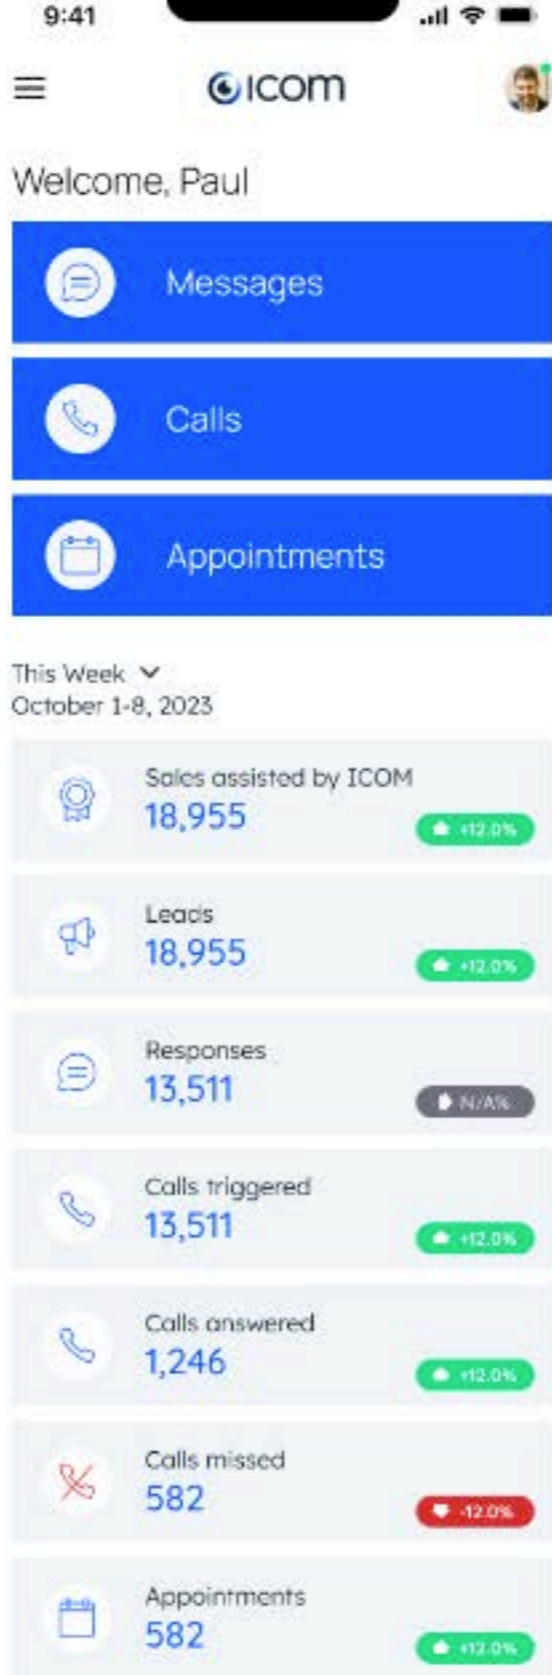 9:41
ICOM
Welcome, Paul
Messages
Calls
Appointments
This Week
October 1-8, 2023
Sales assisted by ICOM
18,955
+12.0%
Leads
18,955
+12.0%
Responses
13,511
N/A%
Calls triggered
13,511
+12.0%
Calls answered
1,246
+12.0%
Calls missed
582
-12.0%
Appointments
582
+12.0%